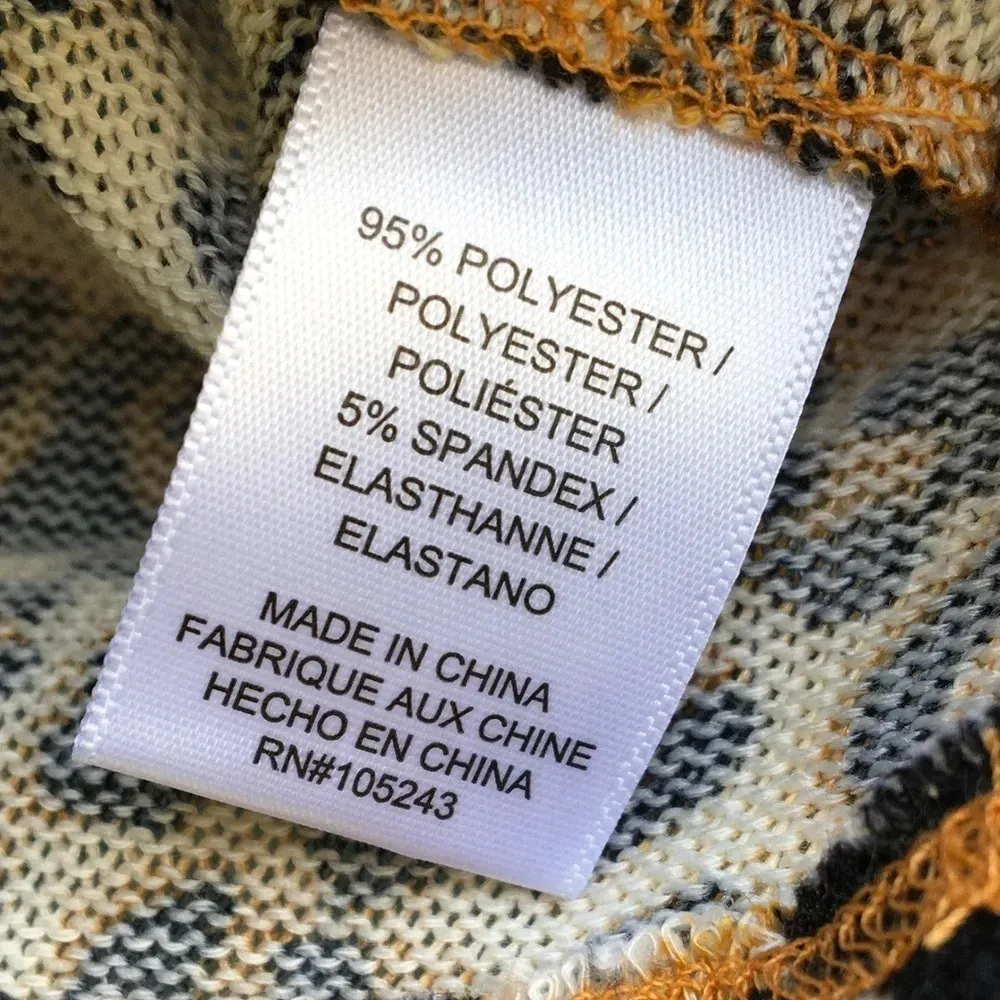 95% POLYESTER /
POLYESTER /
POLIÉSTER
5% SPANDEX /
ELASTHANNE /
ELASTANO
MADE IN CHINA
FABRIQUE AUX CHINE
HECHO EN CHINA
RN#105243